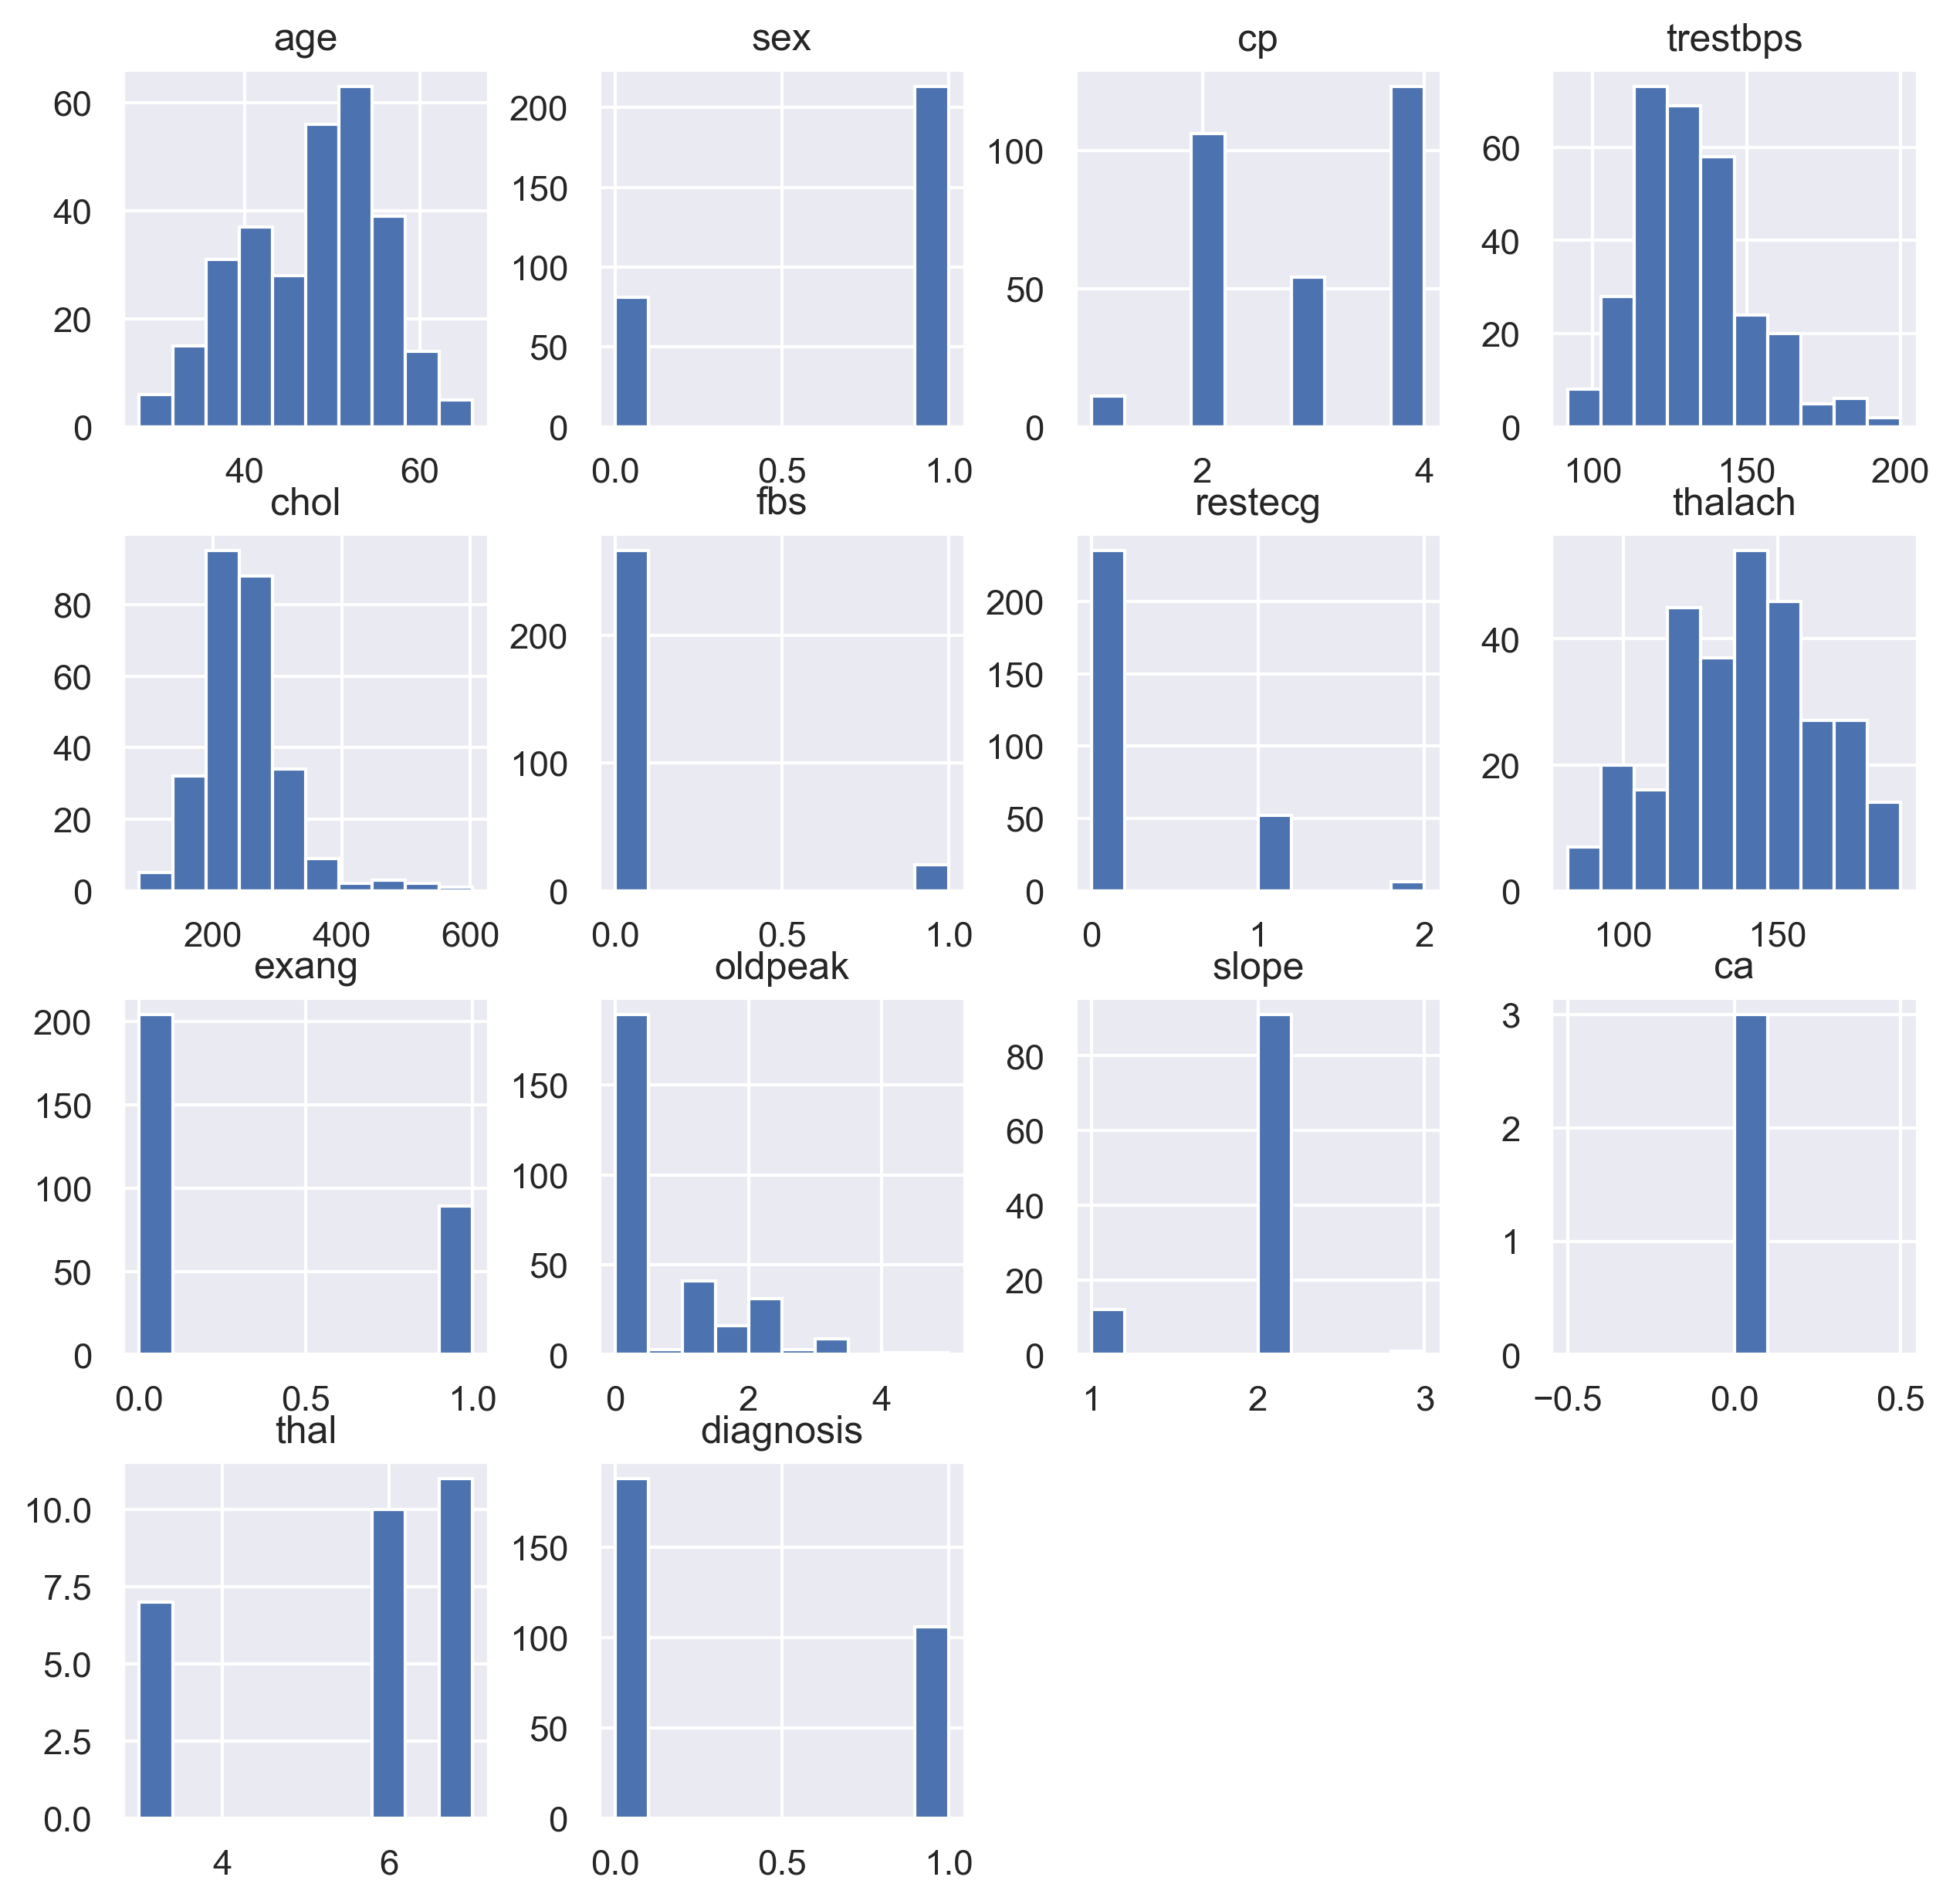 age sex cp trestbps
60 40 20 0
200 150 100 50 0
100 50 0
60 40 20 0
40 60
0.0 0.5 1.0
2 4
100 150 200
chol fbs restecg thalach
80 60 40 20 0
200 100 0
200 150 100 50 0
40 20 0
200 400 600
0.0 0.5 1.0
0 1 2
100 150
exang oldpeak slope ca
200 150 100 50 0
150 100 50 0
80 60 40 20 0
3 2 1 0
0.0 0.5 1.0
0 2 4
1 2 3
−0.5 0.0 0.5
thal diagnosis
10.0 7.5 5.0 2.5 0.0
150 100 50 0
4 6
0.0 0.5 1.0